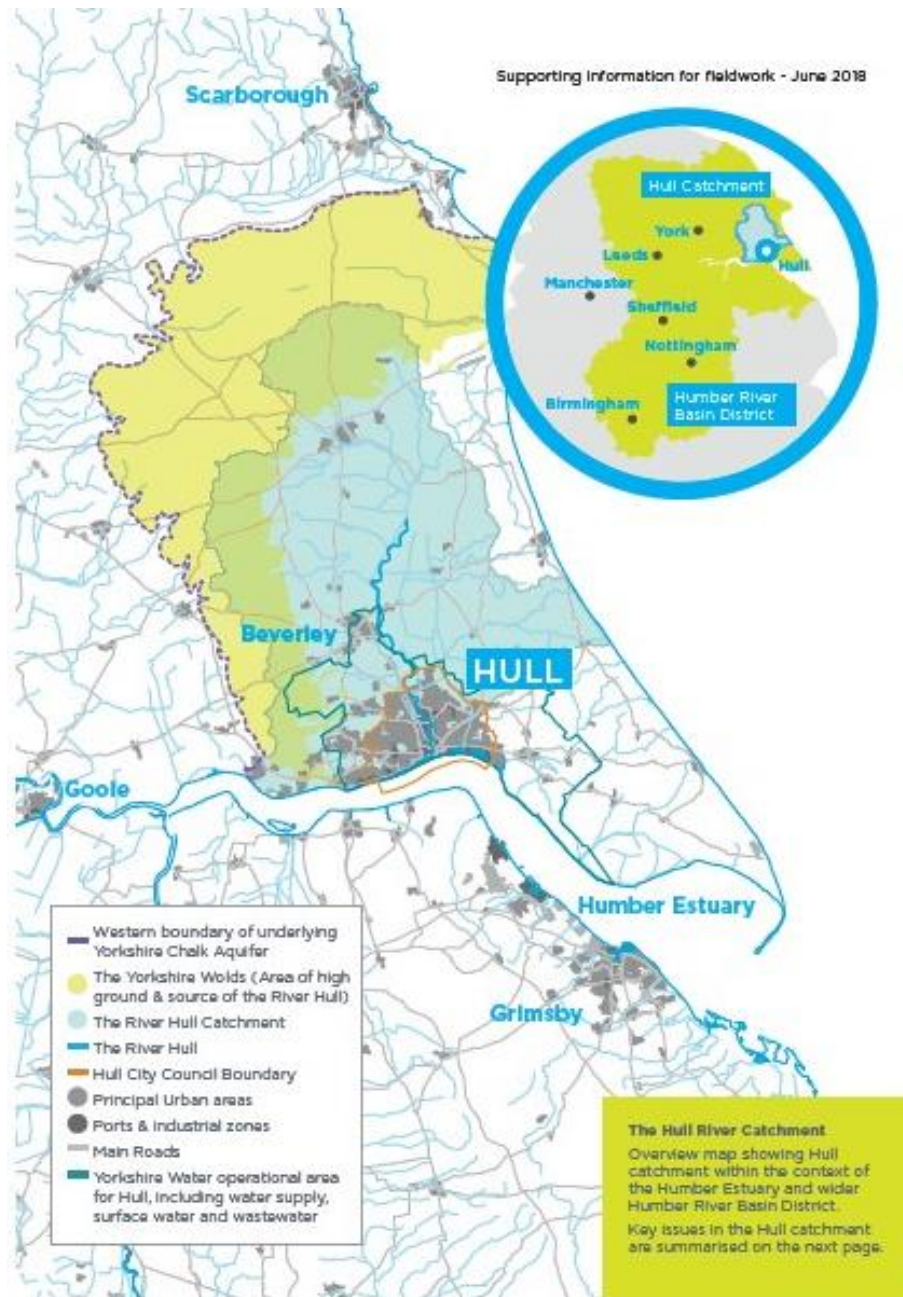 Supporting information for fieldwork - June 2018
Scarborough
Hull Catchment
York
Leeds
Hull
Manchester
Sheffield
Nottingham
Birmingham
Humber River
Basin District
Beverley
HULL
Goole
Humber Estuary
Grimsby
Western boundary of underlying
Yorkshire Chalk Aquifer
The Yorkshire Wolds (Area of high
ground & source of the River Hull)
The River Hull Catchment
The River Hull
Hull City Council Boundary
Principal Urban areas
Ports & industrial zones
Main Roads
Yorkshire Water operational area
for Hull, including water supply,
surface water and wastewater
The Hull River Catchment
Overview map showing Hull
catchment within the context of
the Humber Estuary and wider
Humber River Basin District.
Key issues in the Hull catchment
are summarised on the next page.